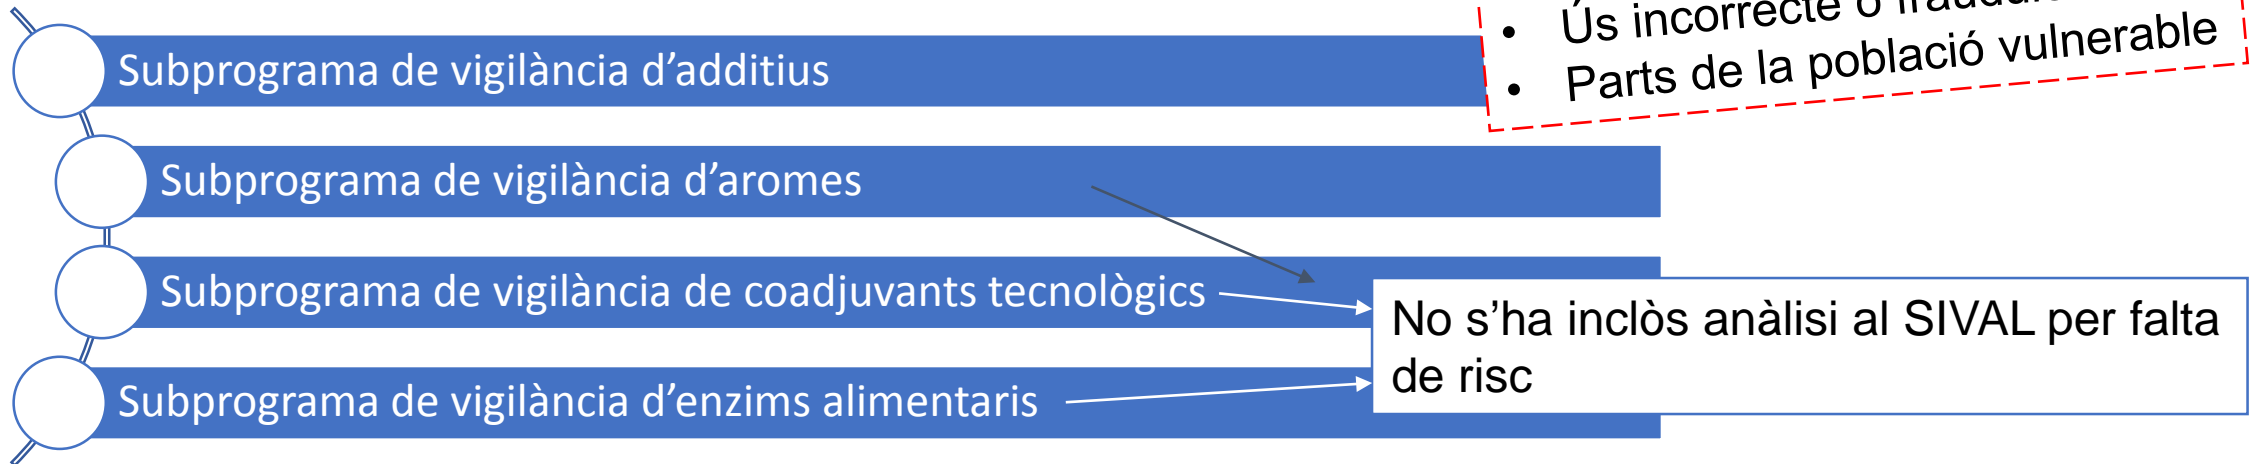 • Ús incorrecte o
• Parts de la població vulnerable
Subprograma de vigilància d’additius
Subprograma de vigilància d’aromes
Subprograma de vigilància de coadjuvants tecnològics
No s’ha inclòs anàlisi al SIVAL per falta
de risc
Subprograma de vigilància d’enzims alimentaris